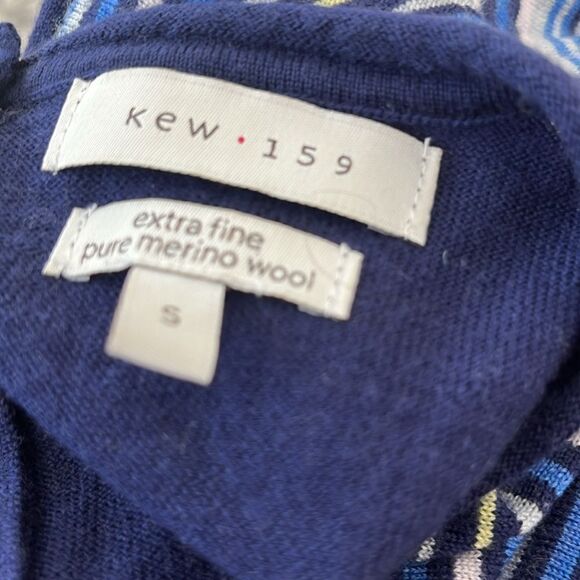 kew . 159
extra fine
pure merino wool
S